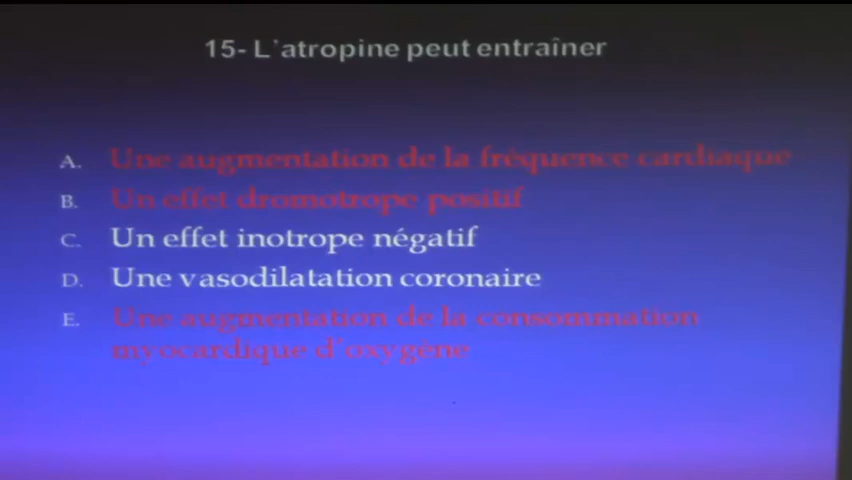 15- L'atropine peut entraîner
A. Une augmentation de la fréquence cardiaque
B. Un effet dromotrope positif
C. Un effet inotrope négatif
D. Une vasodilatation coronaire
E. Une augmentation de la consommation
myocardique d'oxygène